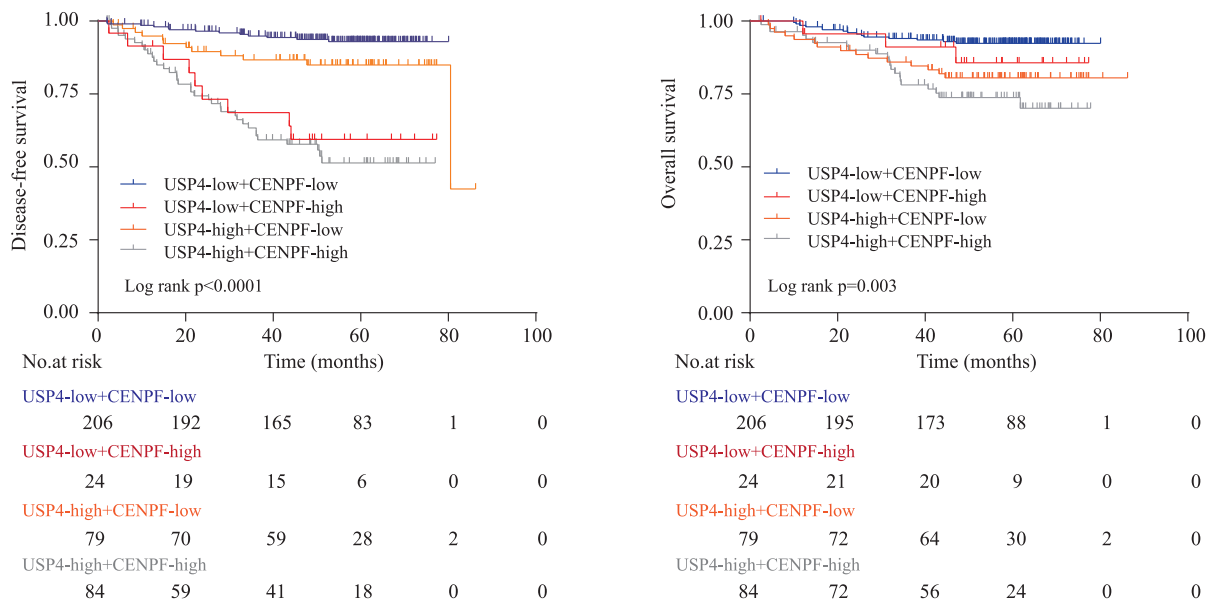 Disease-free survival
1.00
0.75
0.50
0.25
0.00
USP4-low+CENPF-low
USP4-low+CENPF-high
USP4-high+CENPF-low
USP4-high+CENPF-high
Log rank p<0.0001
0 20 40 60 80 100
No.at risk Time (months)
USP4-low+CENPF-low
206 192 165 83 1 0
USP4-low+CENPF-high
24 19 15 6 0 0
USP4-high+CENPF-low
79 70 59 28 2 0
USP4-high+CENPF-high
84 59 41 18 0 0
Overall survival
1.00
0.75
0.50
0.25
0.00
USP4-low+CENPF-low
USP4-low+CENPF-high
USP4-high+CENPF-low
USP4-high+CENPF-high
Log rank p=0.003
0 20 40 60 80 100
No.at risk Time (months)
USP4-low+CENPF-low
206 195 173 88 1 0
USP4-low+CENPF-high
24 21 20 9 0 0
USP4-high+CENPF-low
79 72 64 30 2 0
USP4-high+CENPF-high
84 72 56 24 0 0